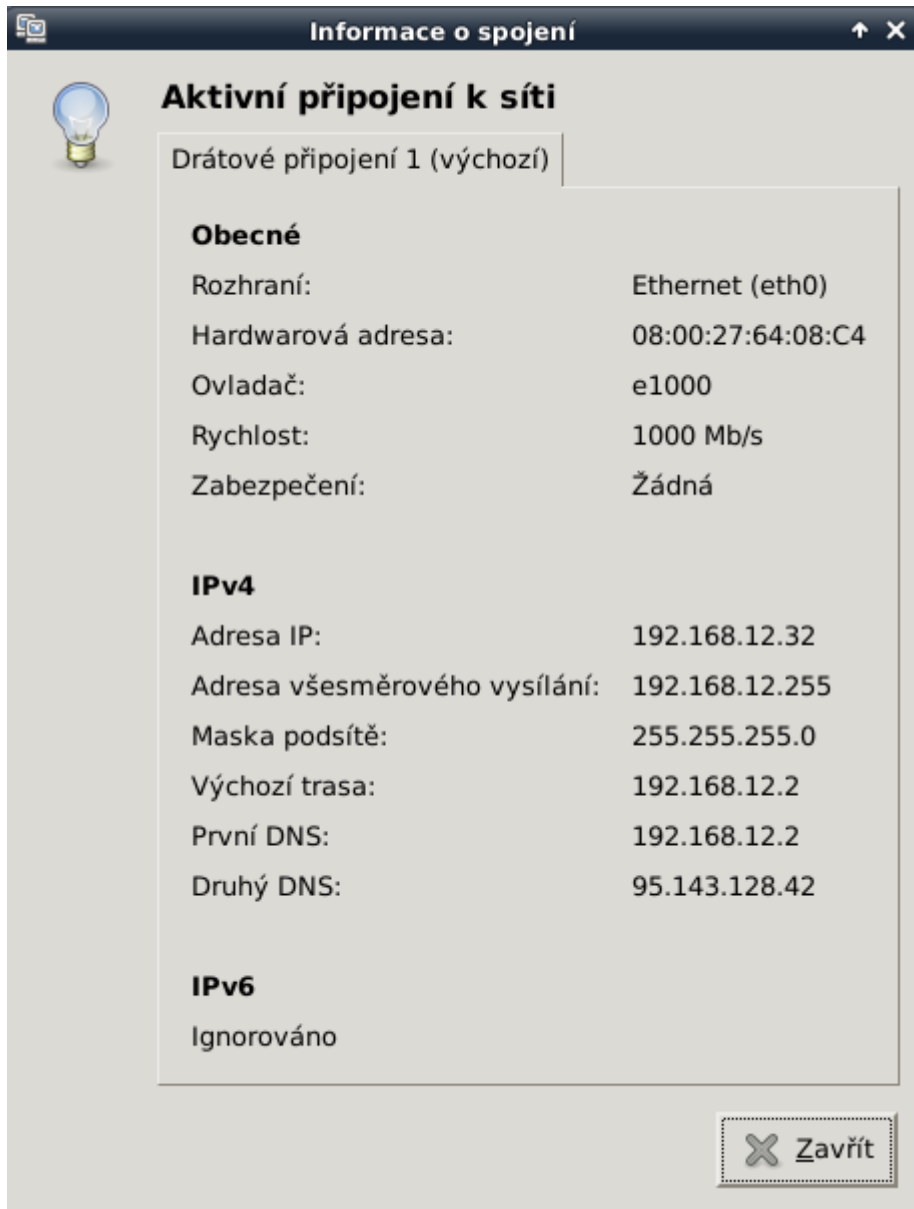 Informace o spojení
Aktivní připojení k síti
Drátové připojení 1 (výchozí)
Obecné
Rozhraní: Ethernet (eth0)
Hardwarová adresa: 08:00:27:64:08:C4
Ovladač: e1000
Rychlost: 1000 Mb/s
Zabezpečení: Žádná
IPv4
Adresa IP: 192.168.12.32
Adresa všesměrového vysílání: 192.168.12.255
Maska podsítě: 255.255.255.0
Výchozí trasa: 192.168.12.2
První DNS: 192.168.12.2
Druhý DNS: 95.143.128.42
IPv6
Ignorováno
Zavřít